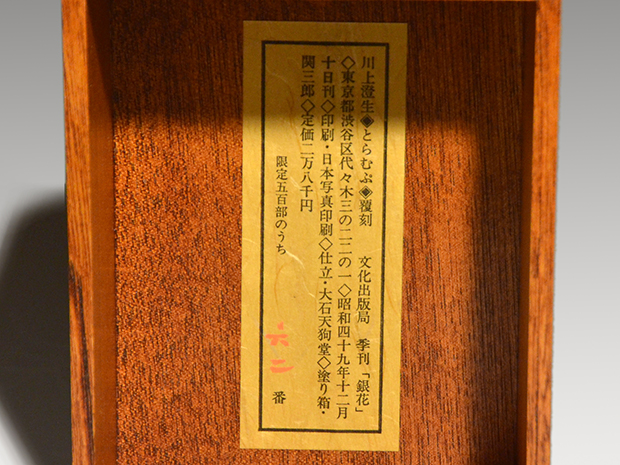 川上澄生◈とらむぷ◈覆刻　文化出版局　季刊「銀花」
◇東京都渋谷区代々木三の二二の一◇昭和四十九年十二月
十日刊◇印刷・日本写真印刷◇仕立・大石天狗堂◇塗り箱・
関三郎◇定価二万八千円
限定五百部のうち　六二　番